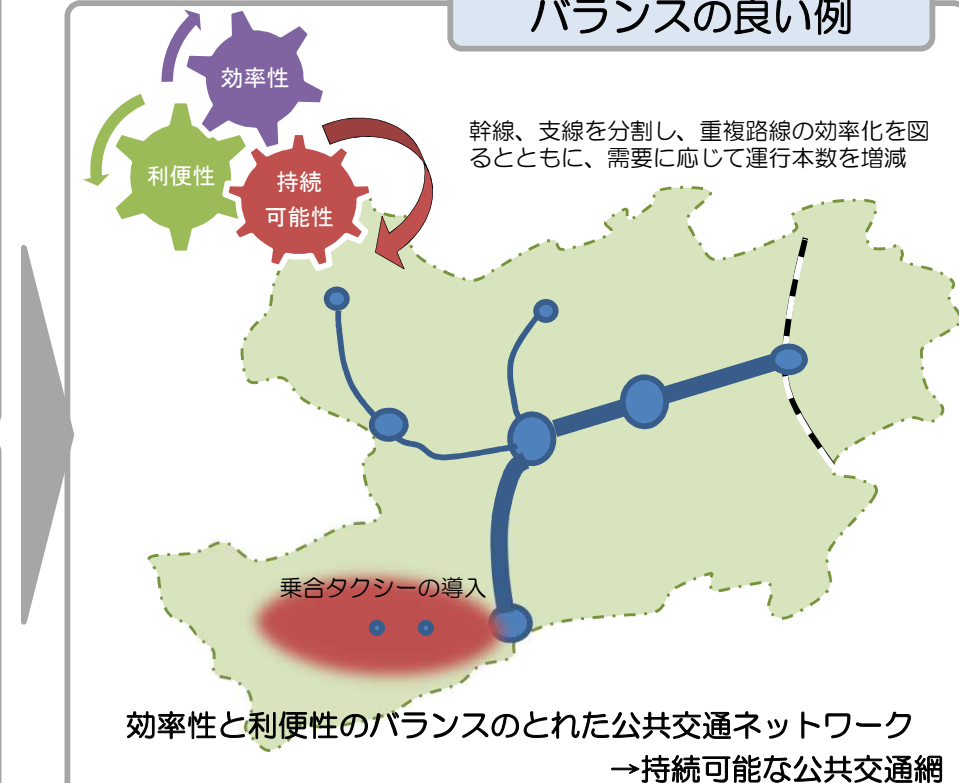 バランスの良い例
効率性
利便性
持続
可能性
幹線、支線を分割し、重複路線の効率化を図
るとともに、需要に応じて運行本数を増減
乗合タクシーの導入
効率性と利便性のバランスのとれた公共交通ネットワーク
→持続可能な公共交通網